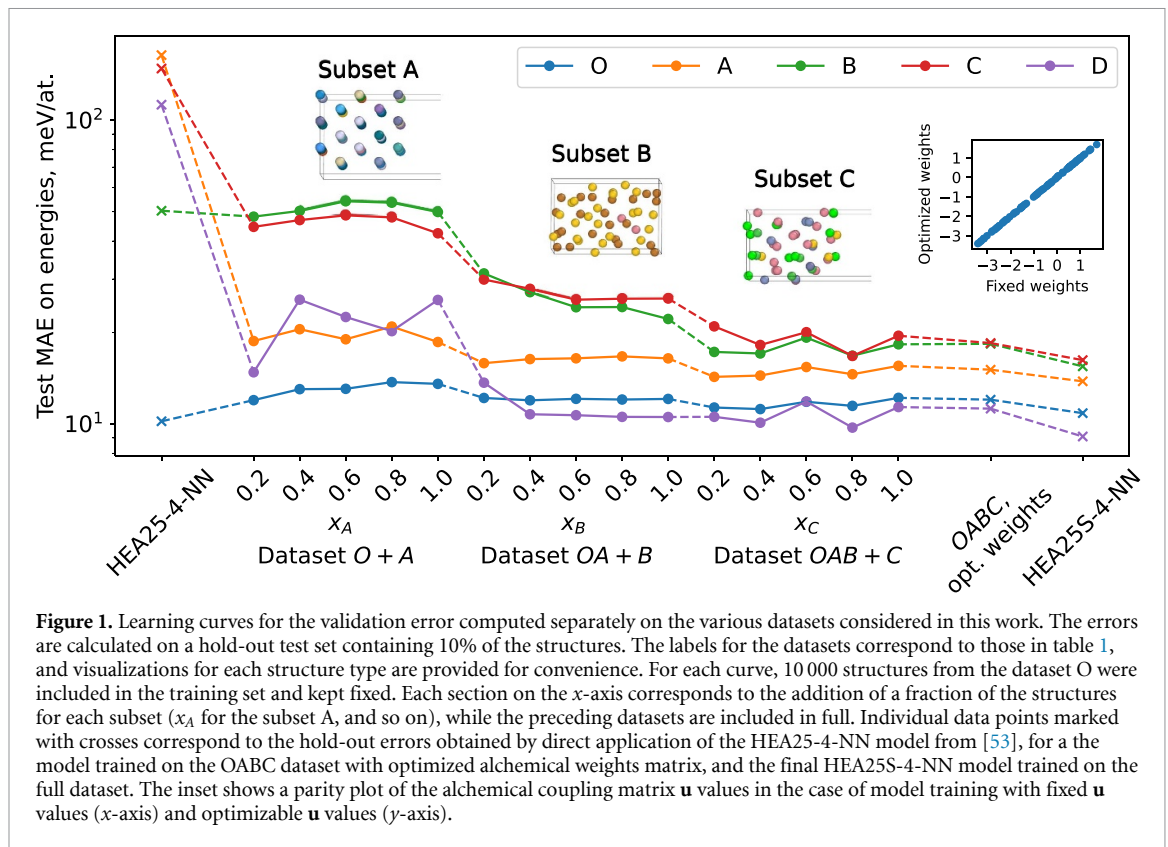 Test MAE on energies, meV/at.
10²
10¹
O A B C D
Subset A
Subset B
Subset C
Optimized weights
1
0
−1
−2
−3
−3 −2 −1 0 1
Fixed weights
HEA25-4-NN
0.2 0.4 0.6 0.8 1.0 0.2 0.4 0.6 0.8 1.0 0.2 0.4 0.6 0.8 1.0
x_A x_B x_C
Dataset O + A Dataset OA + B Dataset OAB + C
OABC,
opt. weights
HEA25S-4-NN
Figure 1. Learning curves for the validation error computed separately on the various datasets considered in this work. The errors
are calculated on a hold-out test set containing 10% of the structures. The labels for the datasets correspond to those in table 1,
and visualizations for each structure type are provided for convenience. For each curve, 10 000 structures from the dataset O were
included in the training set and kept fixed. Each section on the x-axis corresponds to the addition of a fraction of the structures
for each subset (x_A for the subset A, and so on), while the preceding datasets are included in full. Individual data points marked
with crosses correspond to the hold-out errors obtained by direct application of the HEA25-4-NN model from [53], for a the
model trained on the OABC dataset with optimized alchemical weights matrix, and the final HEA25S-4-NN model trained on the
full dataset. The inset shows a parity plot of the alchemical coupling matrix u values in the case of model training with fixed u
values (x-axis) and optimizable u values (y-axis).